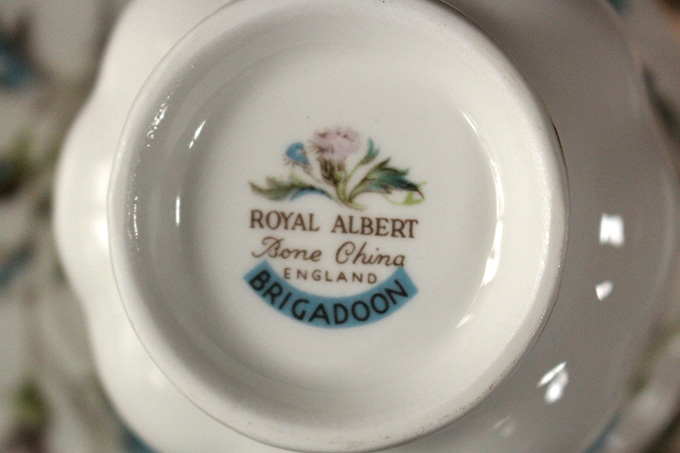 ROYAL ALBERT
Bone China
ENGLAND
BRIGADOON